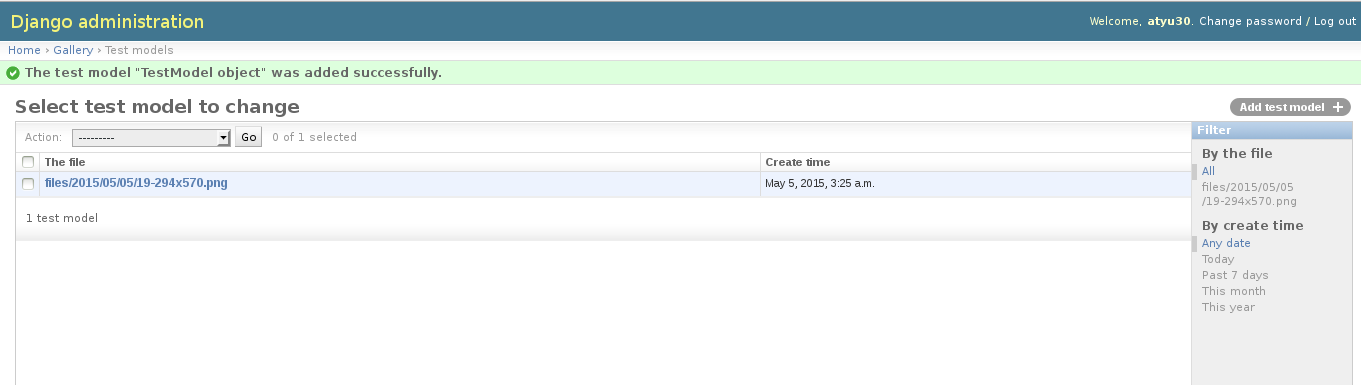 Django administration
Welcome, atyu30. Change password / Log out
Home › Gallery › Test models
The test model "TestModel object" was added successfully.
Select test model to change
Add test model +
Action: --------- Go 0 of 1 selected
The file Create time
files/2015/05/05/19-294x570.png May 5, 2015, 3:25 a.m.
1 test model
Filter
By the file
All
files/2015/05/05
/19-294x570.png
By create time
Any date
Today
Past 7 days
This month
This year